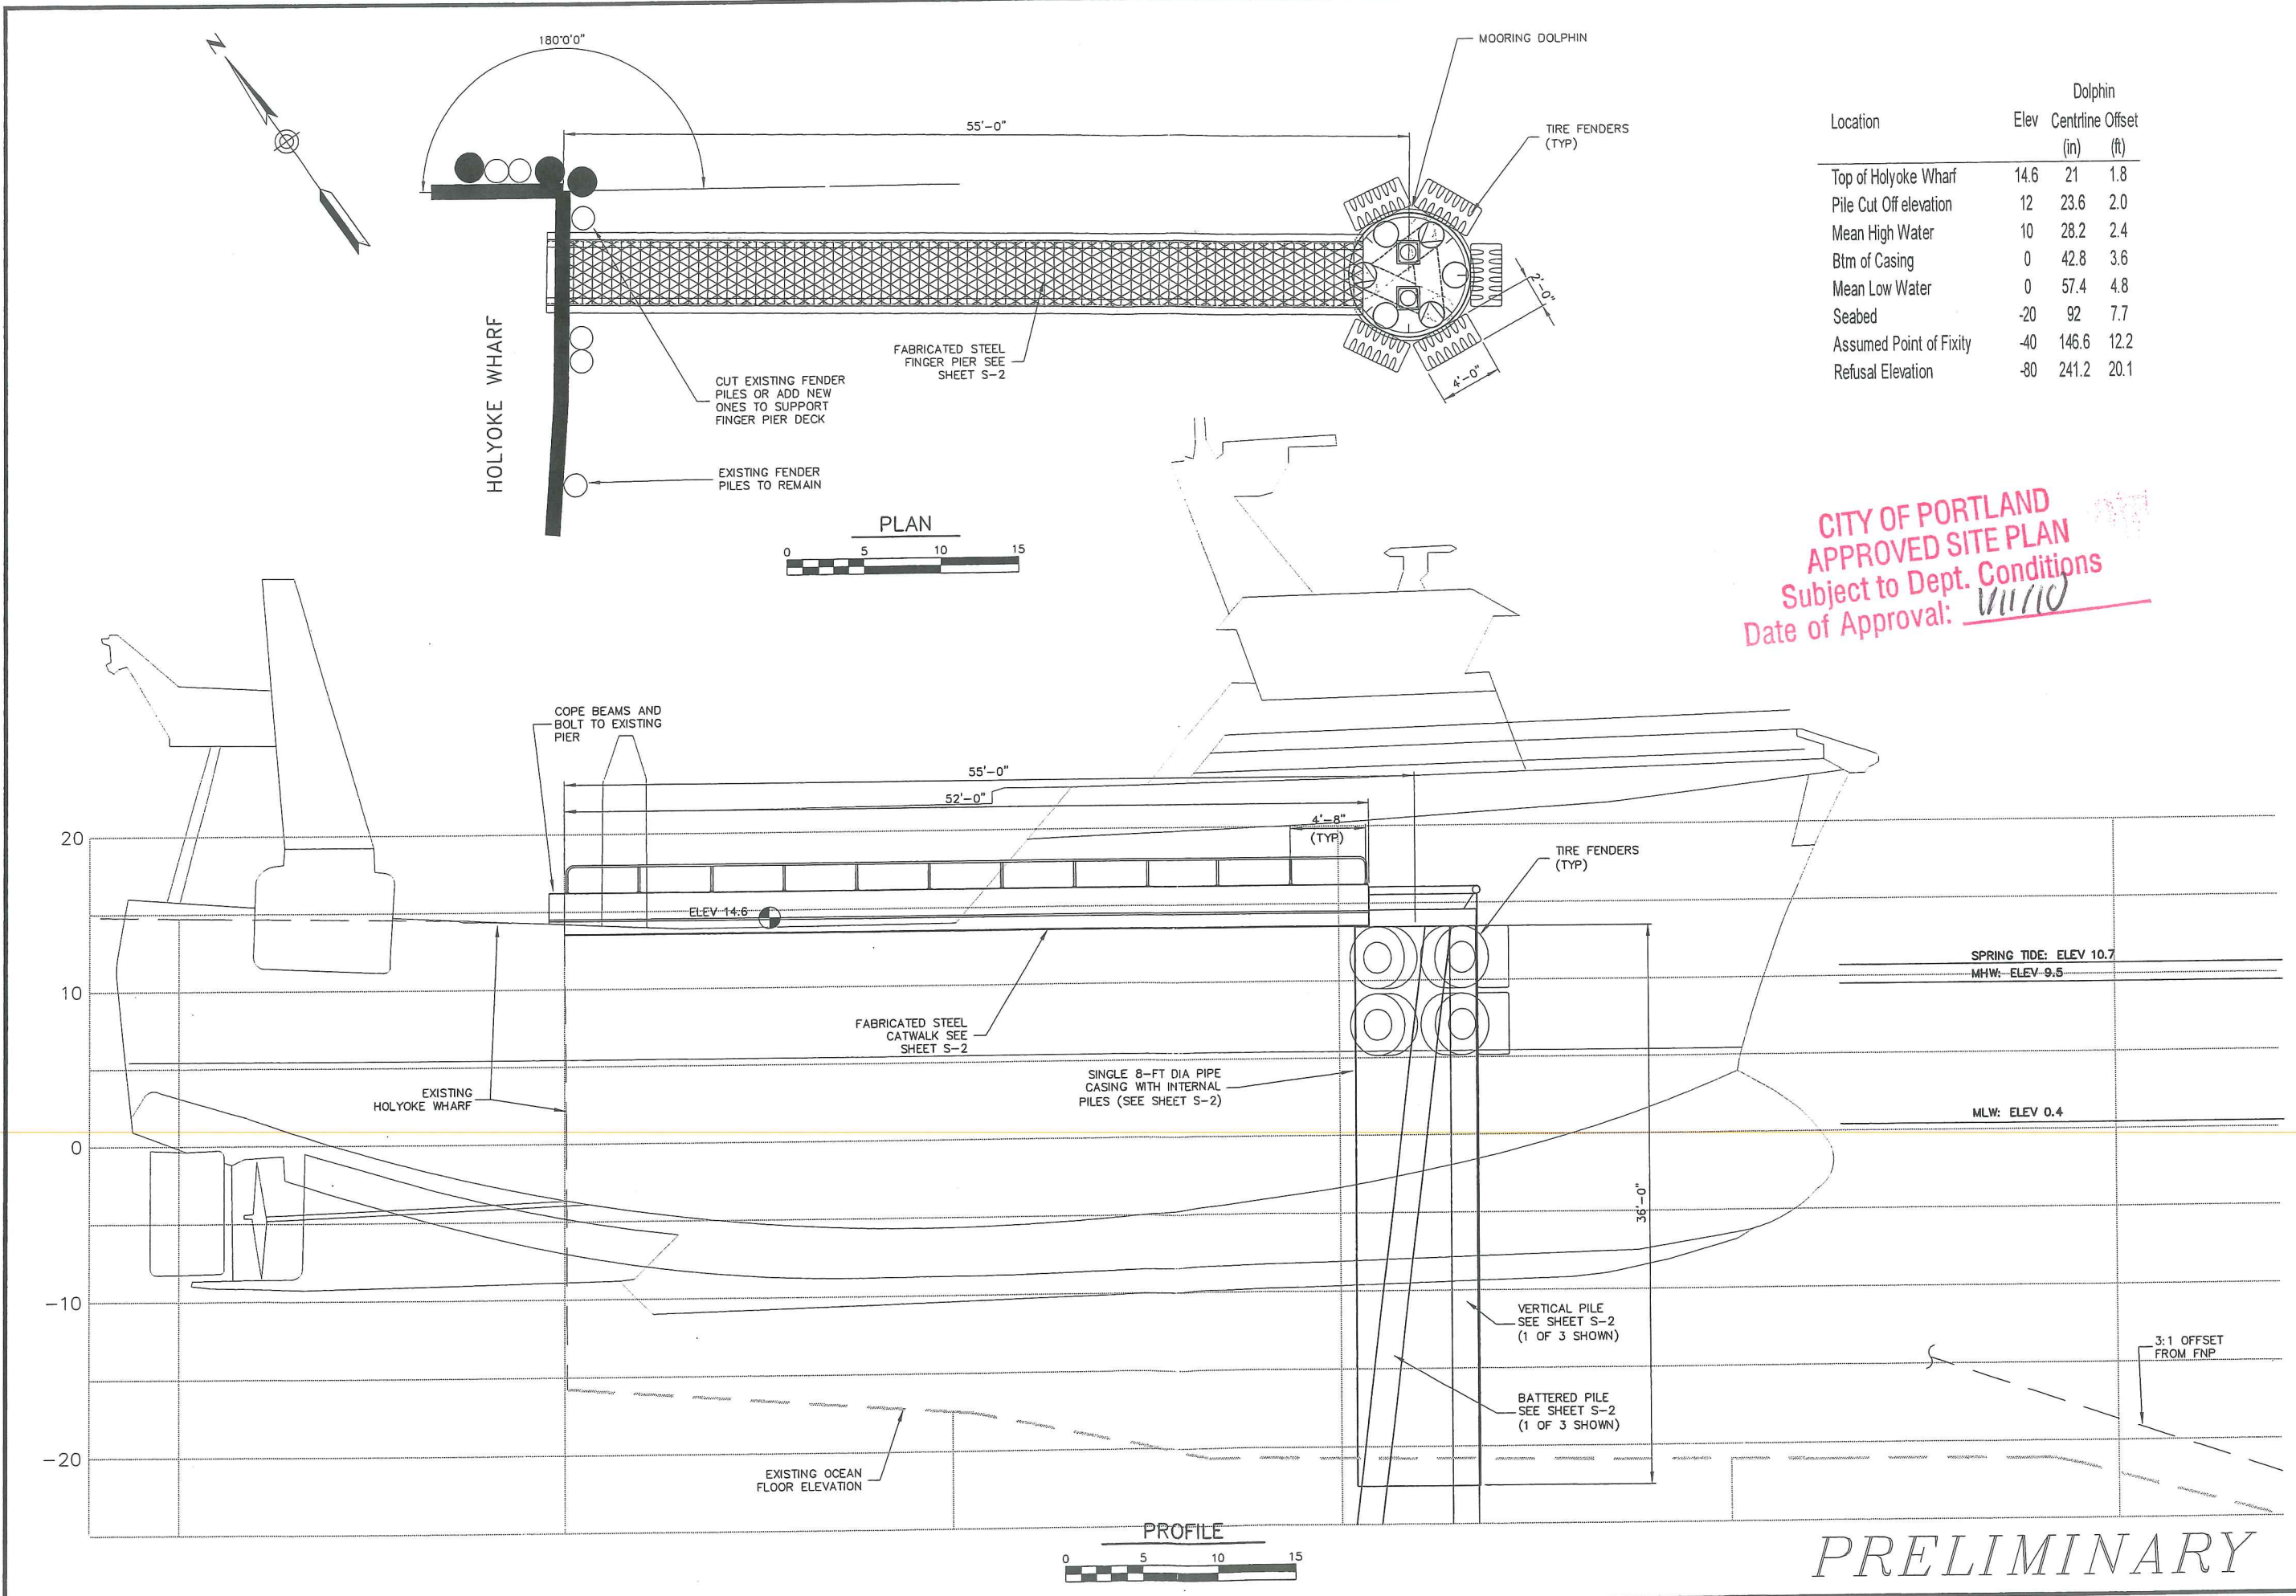 N
180°0'0"
MOORING DOLPHIN
55'-0"
TIRE FENDERS
(TYP)
2'-0"
4'-0"
HOLYOKE WHARF
FABRICATED STEEL
FINGER PIER SEE
SHEET S-2
CUT EXISTING FENDER
PILES OR ADD NEW
ONES TO SUPPORT
FINGER PIER DECK
EXISTING FENDER
PILES TO REMAIN
PLAN
0 5 10 15
Dolphin
Location Elev Centrline Offset
(in) (ft)
Top of Holyoke Wharf 14.6 21 1.8
Pile Cut Off elevation 12 23.6 2.0
Mean High Water 10 28.2 2.4
Btm of Casing 0 42.8 3.6
Mean Low Water 0 57.4 4.8
Seabed -20 92 7.7
Assumed Point of Fixity -40 146.6 12.2
Refusal Elevation -80 241.2 20.1
CITY OF PORTLAND
APPROVED SITE PLAN
Subject to Dept. Conditions
Date of Approval:
COPE BEAMS AND
BOLT TO EXISTING
PIER
55'-0"
52'-0"
4'-8"
(TYP)
TIRE FENDERS
(TYP)
20
ELEV 14.6
10
SPRING TIDE: ELEV 10.7
MHW: ELEV 9.5
FABRICATED STEEL
CATWALK SEE
SHEET S-2
SINGLE 8-FT DIA PIPE
CASING WITH INTERNAL
PILES (SEE SHEET S-2)
EXISTING
HOLYOKE WHARF
MLW: ELEV 0.4
0
36'-0"
-10
VERTICAL PILE
SEE SHEET S-2
(1 OF 3 SHOWN)
3:1 OFFSET
FROM FNP
BATTERED PILE
SEE SHEET S-2
(1 OF 3 SHOWN)
-20
EXISTING OCEAN
FLOOR ELEVATION
PROFILE
0 5 10 15
PRELIMINARY